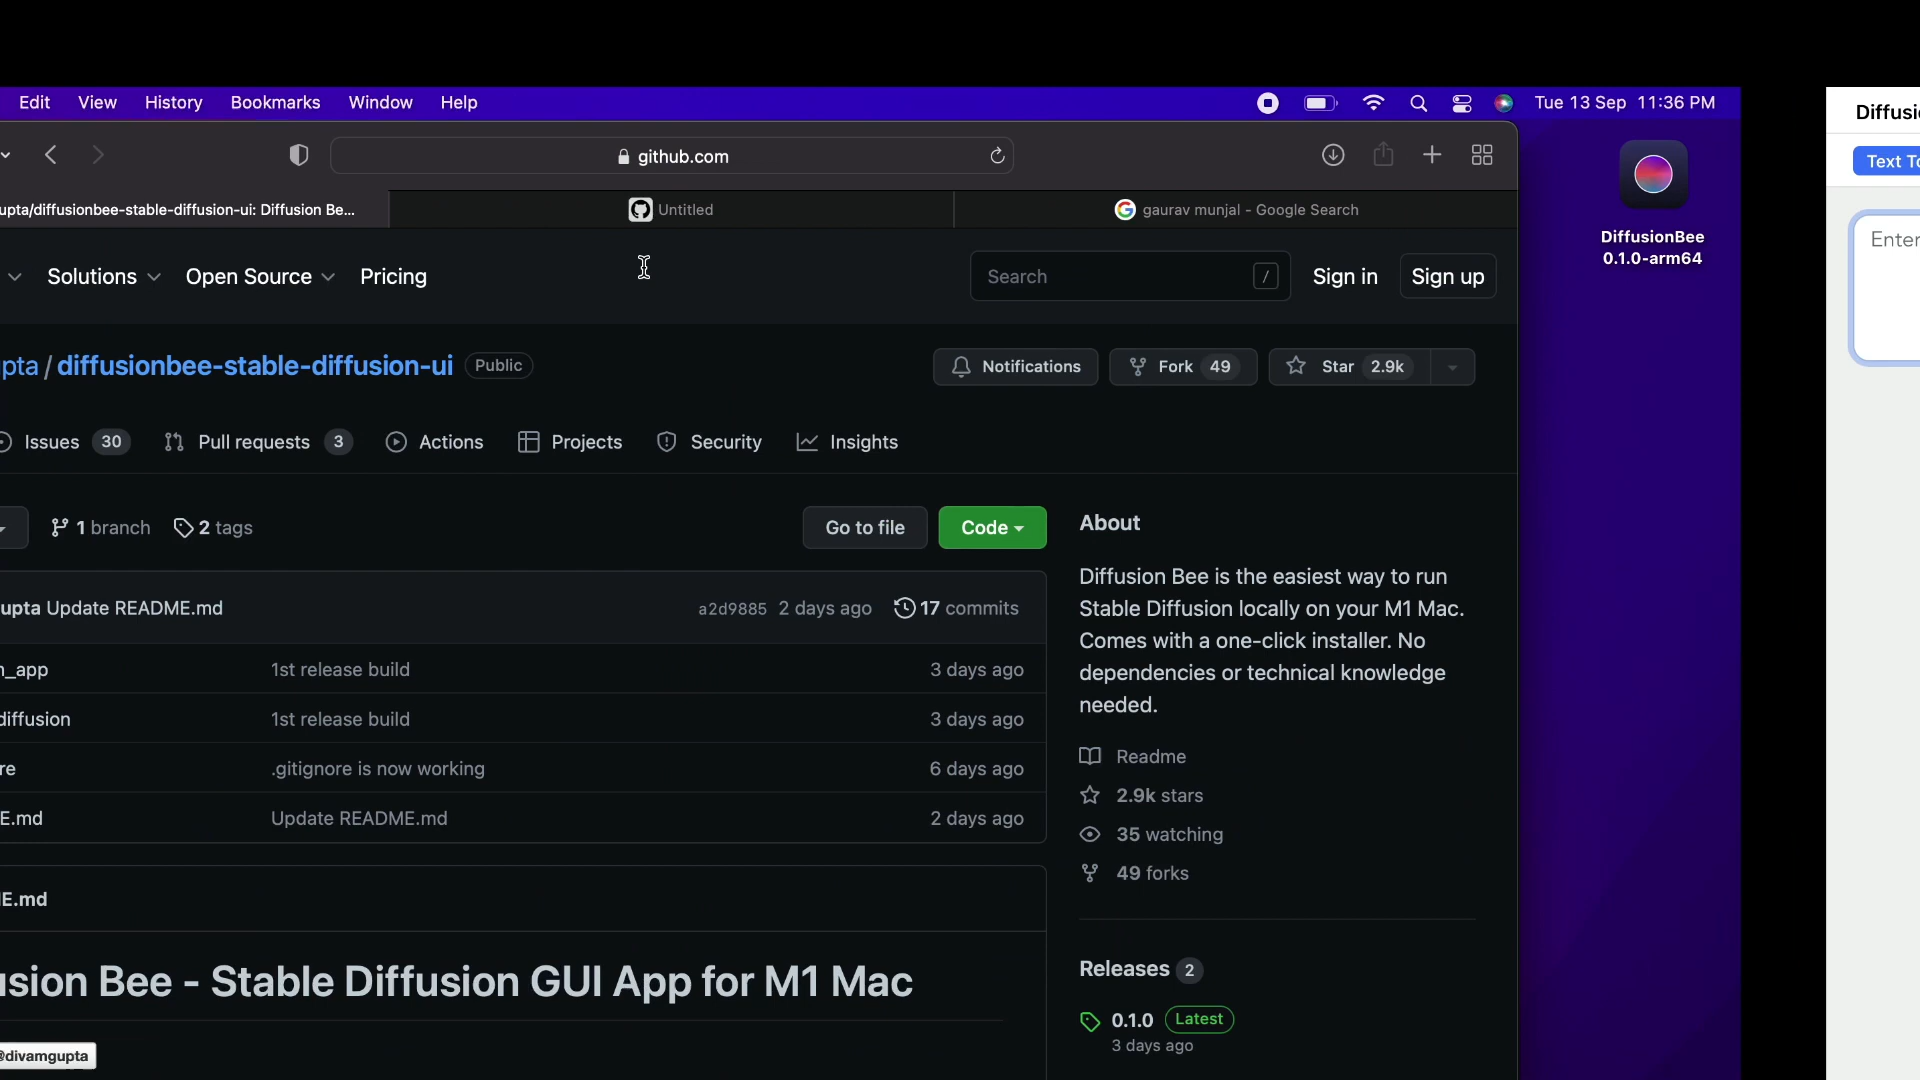 Edit View History Bookmarks Window Help Tue 13 Sep 11:36 PM
github.com
upta/diffusionbee-stable-diffusion-ui: Diffusion Be... Untitled gaurav munjal - Google Search
Solutions Open Source Pricing Search / Sign in Sign up
pta / diffusionbee-stable-diffusion-ui Public Notifications Fork 49 Star 2.9k
Issues 30 Pull requests 3 Actions Projects Security Insights
1 branch 2 tags Go to file Code
upta Update README.md a2d9885 2 days ago 17 commits
n_app 1st release build 3 days ago
diffusion 1st release build 3 days ago
re .gitignore is now working 6 days ago
E.md Update README.md 2 days ago
E.md
usion Bee - Stable Diffusion GUI App for M1 Mac
@divamgupta
About
Diffusion Bee is the easiest way to run
Stable Diffusion locally on your M1 Mac.
Comes with a one-click installer. No
dependencies or technical knowledge
needed.
Readme
2.9k stars
35 watching
49 forks
Releases 2
0.1.0 Latest
3 days ago
DiffusionBee
0.1.0-arm64
Diffusi
Text To
Enter